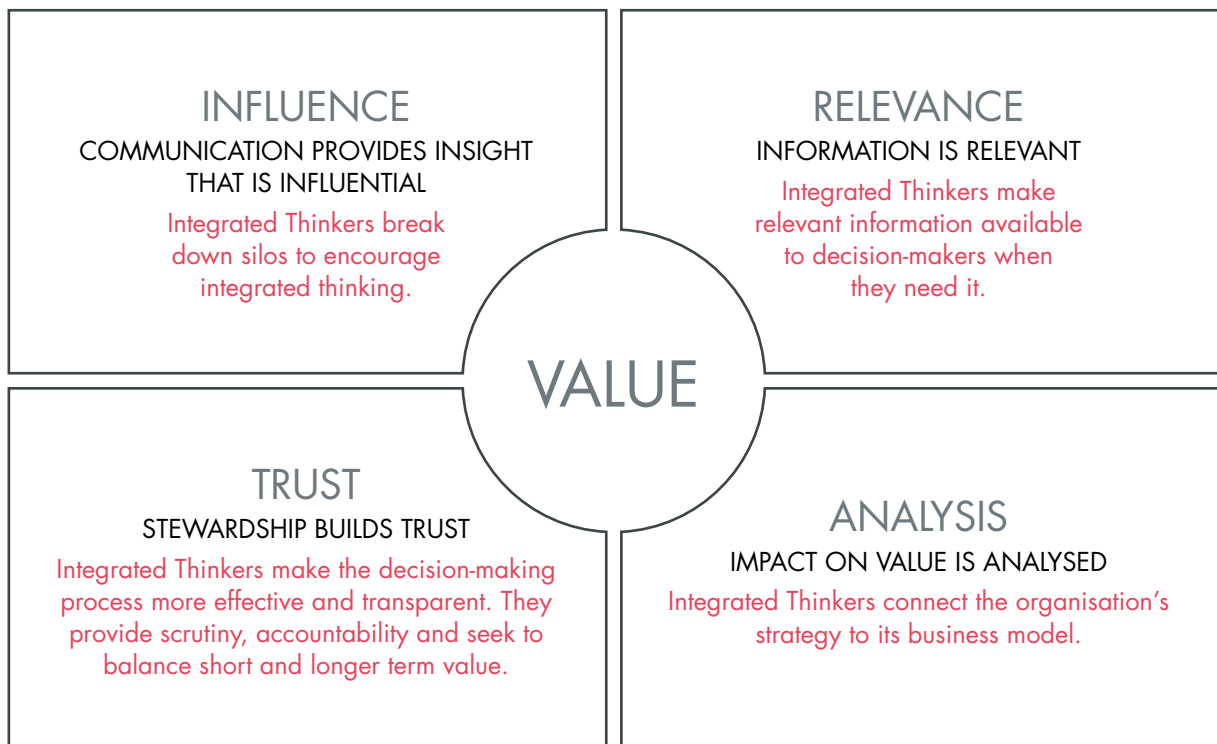 INFLUENCE
COMMUNICATION PROVIDES INSIGHT
THAT IS INFLUENTIAL
Integrated Thinkers break
down silos to encourage
integrated thinking.
RELEVANCE
INFORMATION IS RELEVANT
Integrated Thinkers make
relevant information available
to decision-makers when
they need it.
VALUE
TRUST
STEWARDSHIP BUILDS TRUST
Integrated Thinkers make the decision-making
process more effective and transparent. They
provide scrutiny, accountability and seek to
balance short and longer term value.
ANALYSIS
IMPACT ON VALUE IS ANALYSED
Integrated Thinkers connect the organisation’s
strategy to its business model.